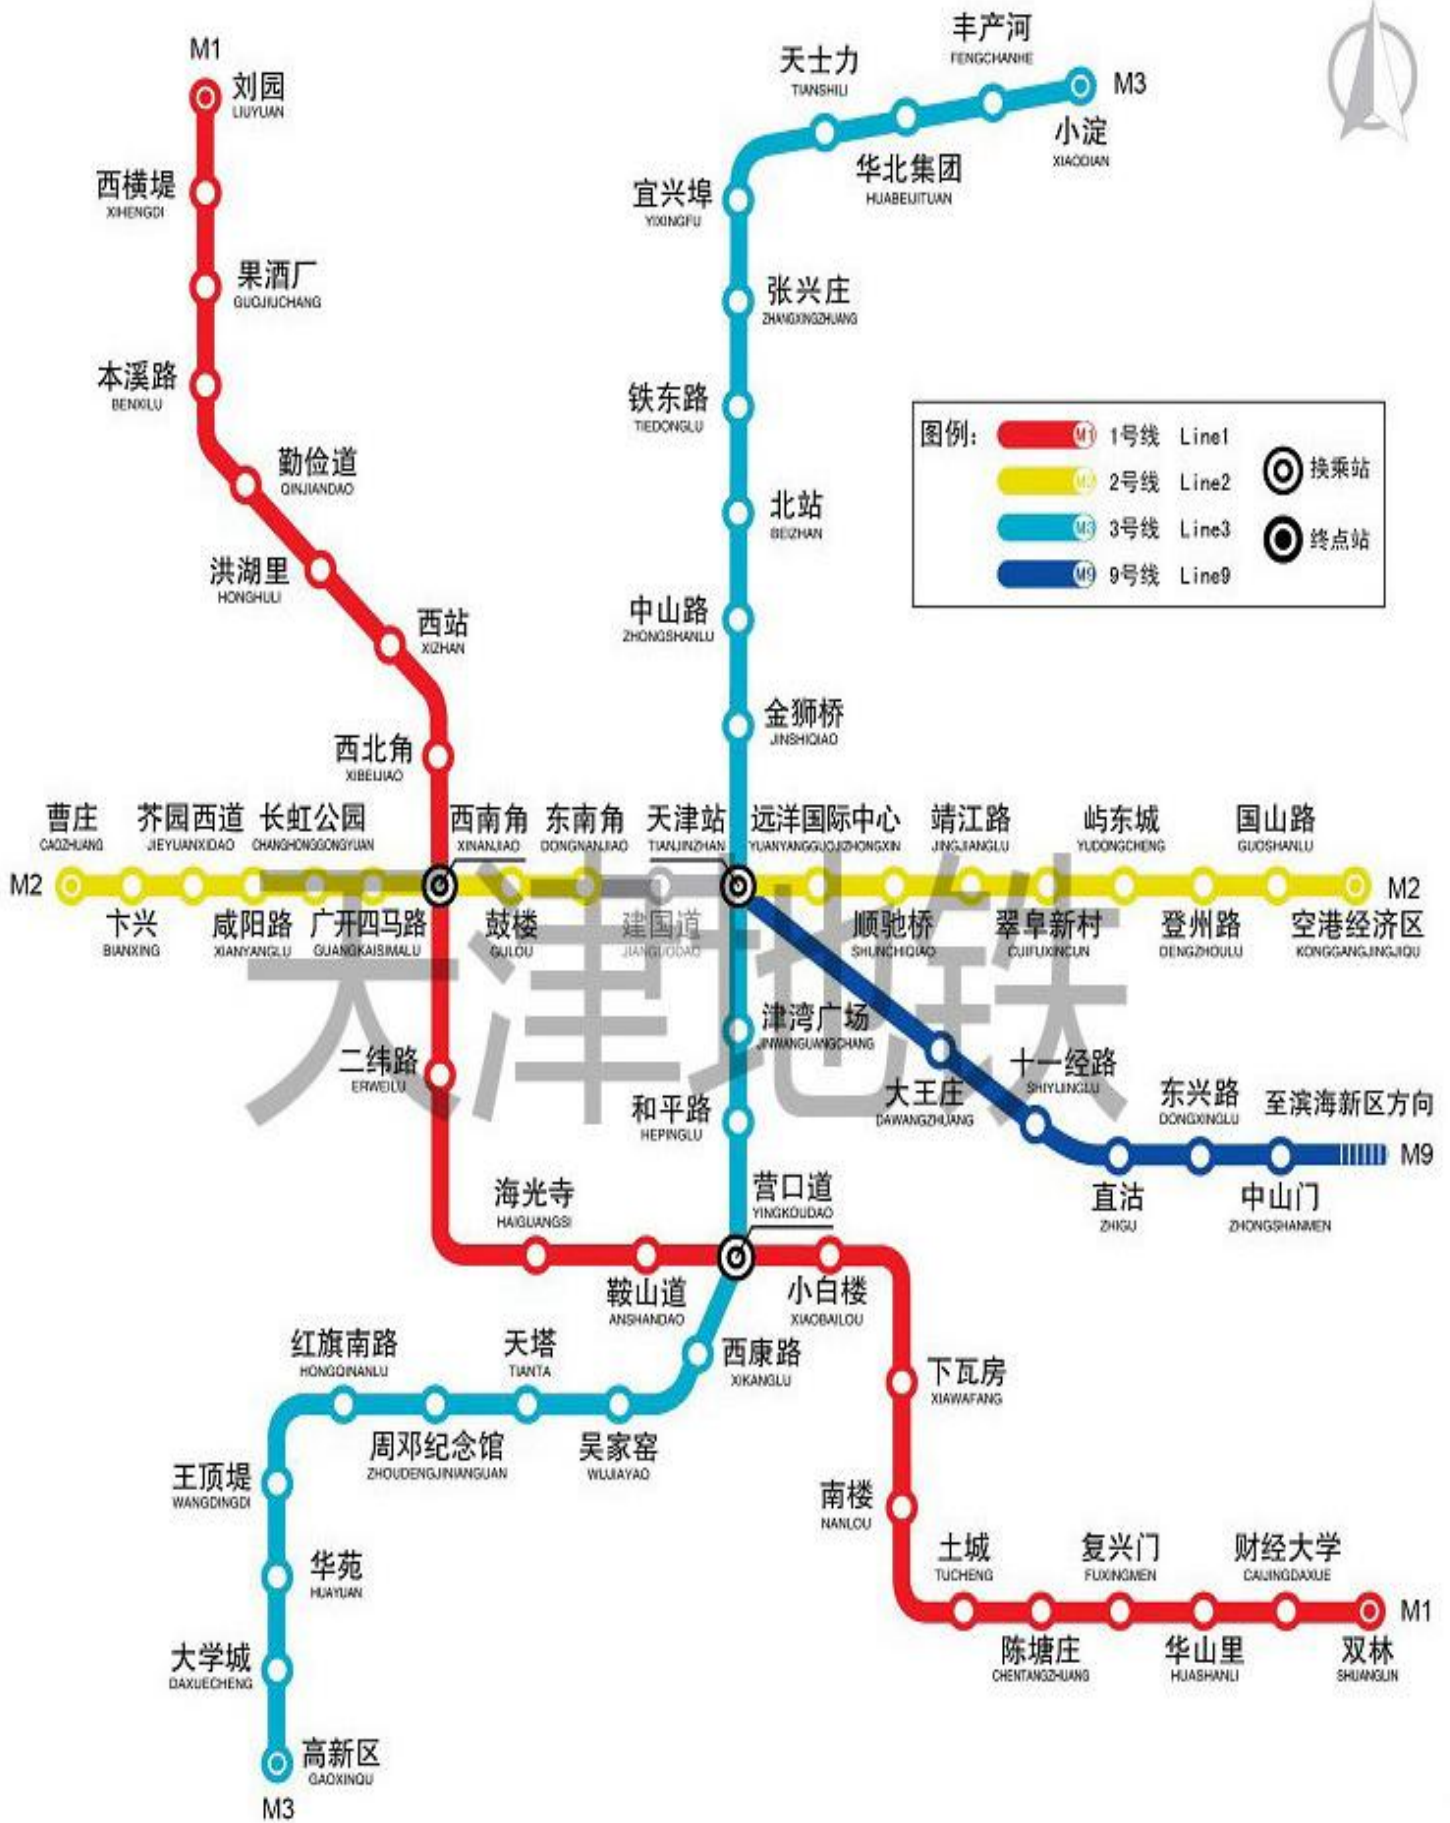 M1
刘园
LIUYUAN
西横堤
XIHENGDI
果酒厂
GUOJIUCHANG
本溪路
BENXILU
勤俭道
QINJIANDAO
洪湖里
HONGHULI
西站
XIZHAN
西北角
XIBEIJIAO
丰产河
FENGCHANHE
天士力
TIANSHILI
M3
小淀
XIAODIAN
华北集团
HUABEIJITUAN
宜兴埠
YIXINGFU
张兴庄
ZHANGXINGZHUANG
铁东路
TIEDONGLU
北站
BEIZHAN
中山路
ZHONGSHANLU
金狮桥
JINSHIQIAO
图例:
M1 1号线 Line1
M2 2号线 Line2
M3 3号线 Line3
M9 9号线 Line9
换乘站
终点站
曹庄 芥园西道 长虹公园 西南角 东南角 天津站 远洋国际中心 靖江路 屿东城 国山路
CAOZHUANG JIEYUANXIDAO CHANGHONGGONGYUAN XINANJIAO DONGNANJIAO TIANJINZHAN YUANYANGGUOJIZHONGXIN JINGJIANGLU YUDONGCHENG GUOSHANLU
M2 M2
卞兴 咸阳路 广开四马路 鼓楼 建国道 顺驰桥 翠阜新村 登州路 空港经济区
BIANXING XIANYANGLU GUANGKAISIMALU GULOU JIANGUODAO SHUNCHIQIAO CUIFUXINCUN DENGZHOULU KONGGANGJINGJIQU
天津地铁
津湾广场
JINWANGUANGCHANG
二纬路
ERWEILU
和平路
HEPINGLU
大王庄
DAWANGZHUANG
十一经路
SHIYIJINGLU
东兴路
DONGXINGLU
至滨海新区方向
M9
直沽
ZHIGU
中山门
ZHONGSHANMEN
营口道
YINGKOUDAO
海光寺
HAIGUANGSI
鞍山道
ANSHANDAO
小白楼
XIAOBAILOU
红旗南路
HONGQINANLU
天塔
TIANTA
西康路
XIKANGLU
下瓦房
XIAWAFANG
周邓纪念馆
ZHOUDENGJINIANGUAN
吴家窑
WUJIAYAO
王顶堤
WANGDINGDI
南楼
NANLOU
华苑
HUAYUAN
土城
TUCHENG
复兴门
FUXINGMEN
财经大学
CAIJINGDAXUE
M1
大学城
DAXUECHENG
陈塘庄
CHENTANGZHUANG
华山里
HUASHANLI
双林
SHUANGLIN
高新区
GAOXINQU
M3